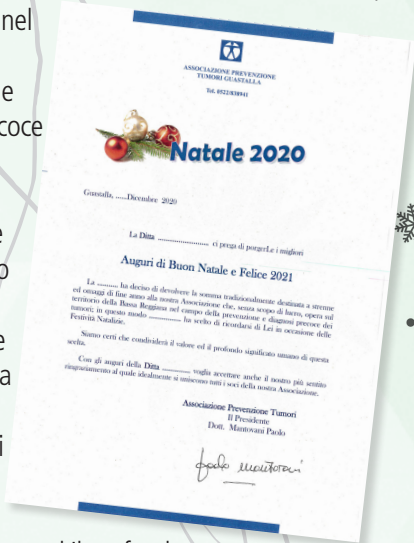 nel
e
coce
e
o
e
a
i
ASSOCIAZIONE PREVENZIONE
TUMORI GUASTALLA
Tel. 0522/838941
Natale 2020
Guastalla, ......Dicembre 2020
La Ditta ...................... ci prega di porgerLe i migliori
Auguri di Buon Natale e Felice 2021
La .......... ha deciso di devolvere la somma tradizionalmente destinata a strenne
ed omaggi di fine anno alla nostra Associazione che, senza scopo di lucro, opera sul
territorio della Bassa Reggiana nel campo della prevenzione e diagnosi precoce dei
tumori; in questo modo .............. ha scelto di ricordarsi di Lei in occasione delle
Festività Natalizie.
Siamo certi che condividerà il valore ed il profondo significato umano di questa
scelta.
Con gli auguri della Ditta ............ voglia accettare anche il nostro più sentito
ringraziamento al quale idealmente si uniscono tutti i soci della nostra Associazione.
Associazione Prevenzione Tumori
Il Presidente
Dott. Mantovani Paolo
Paolo Mantovani